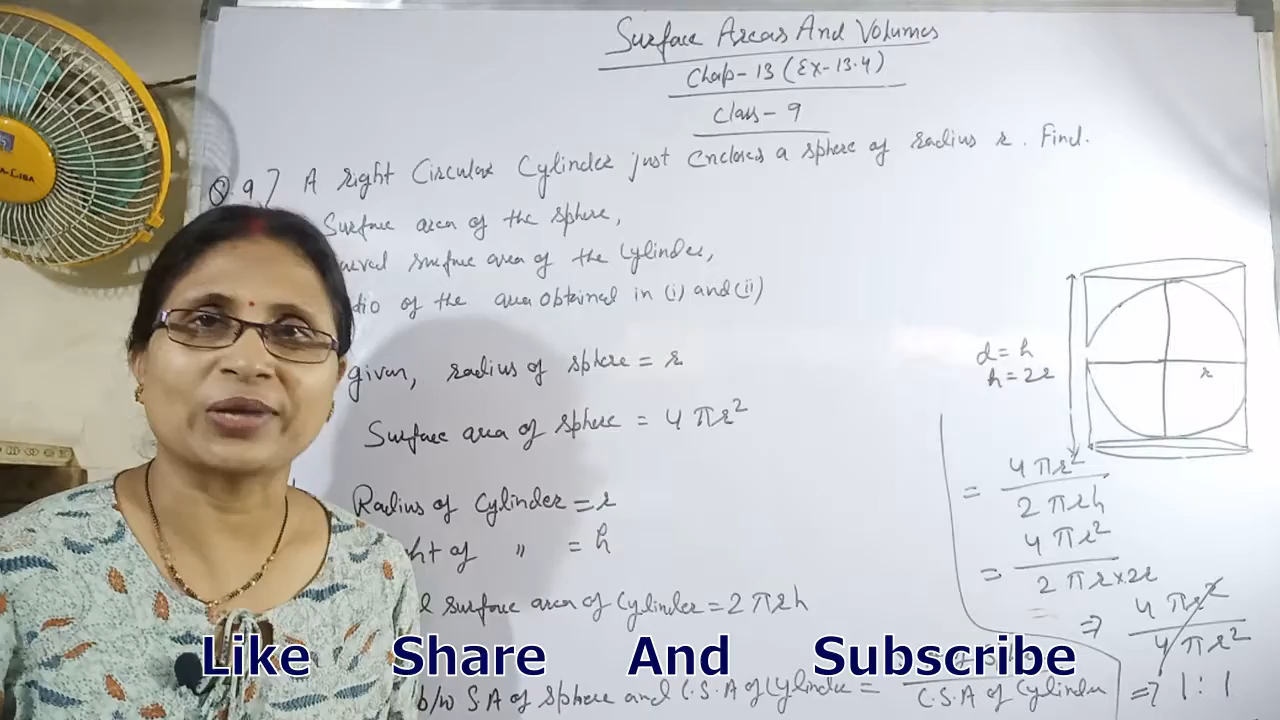 Surface Areas And Volumes
Chap-13 (Ex-13.4)
Class-9
Q.9] A right Circular Cylinder just encloses a sphere of radius r. Find.
Surface area of the sphere,
surface area of the Cylinder,
of the area obtained in (i) and (ii)
given, radius of sphere = r
Surface area of sphere = 4πr²
Radius of Cylinder = r
of " = h
surface area of Cylinder = 2πrh
b/w S.A of sphere and C.S.A of Cylinder =
C.S.A of Cylinder
d = h
h = 2r
r
= 4πr² / 2πrh
= 4πr² / 2πr×2r
⇒ 4πr² / 4πr²
⇒ 1:1
Like Share And Subscribe